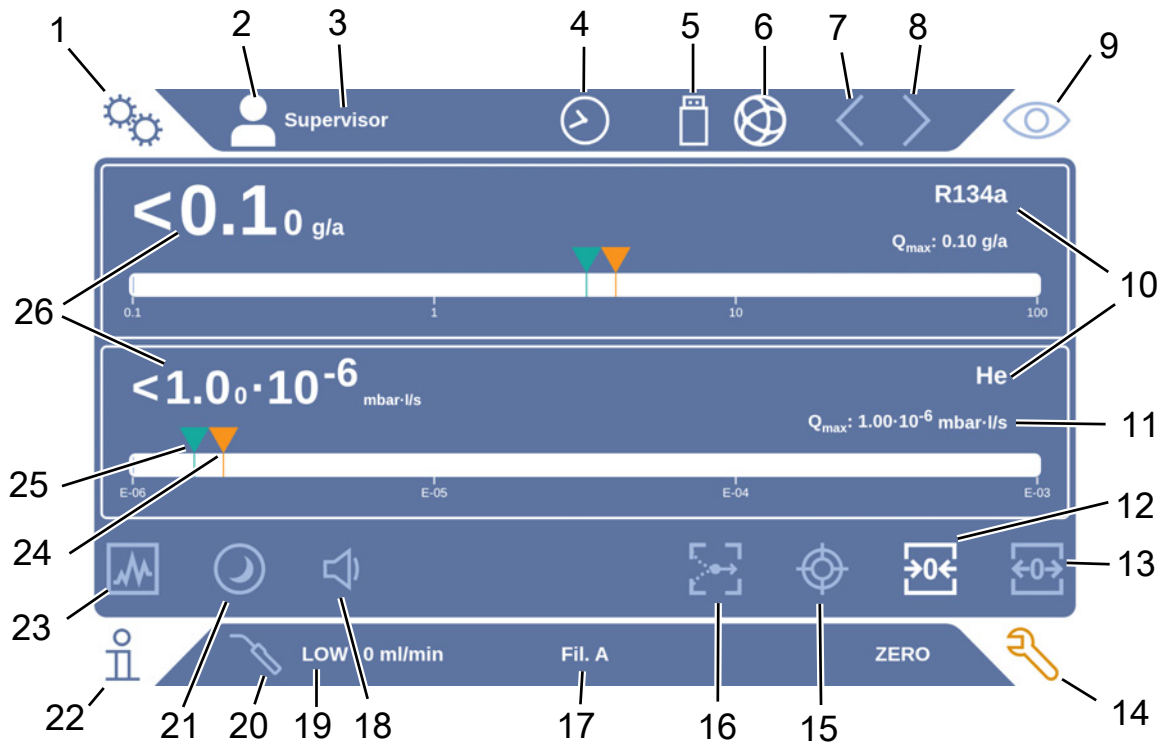 1 2 3 4 5 6 7 8 9
Supervisor
<0.10 g/a
R134a
Qmax: 0.10 g/a
10
26
0.1 1 10 100
<1.00·10-6 mbar·l/s
He
Qmax: 1.00·10-6 mbar·l/s
11
25
E-06 E-05 E-04 E-03
12
24
→0←
←0→
13
23
LOW 0 ml/min Fil. A ZERO
22 21 20 19 18 17 16 15 14